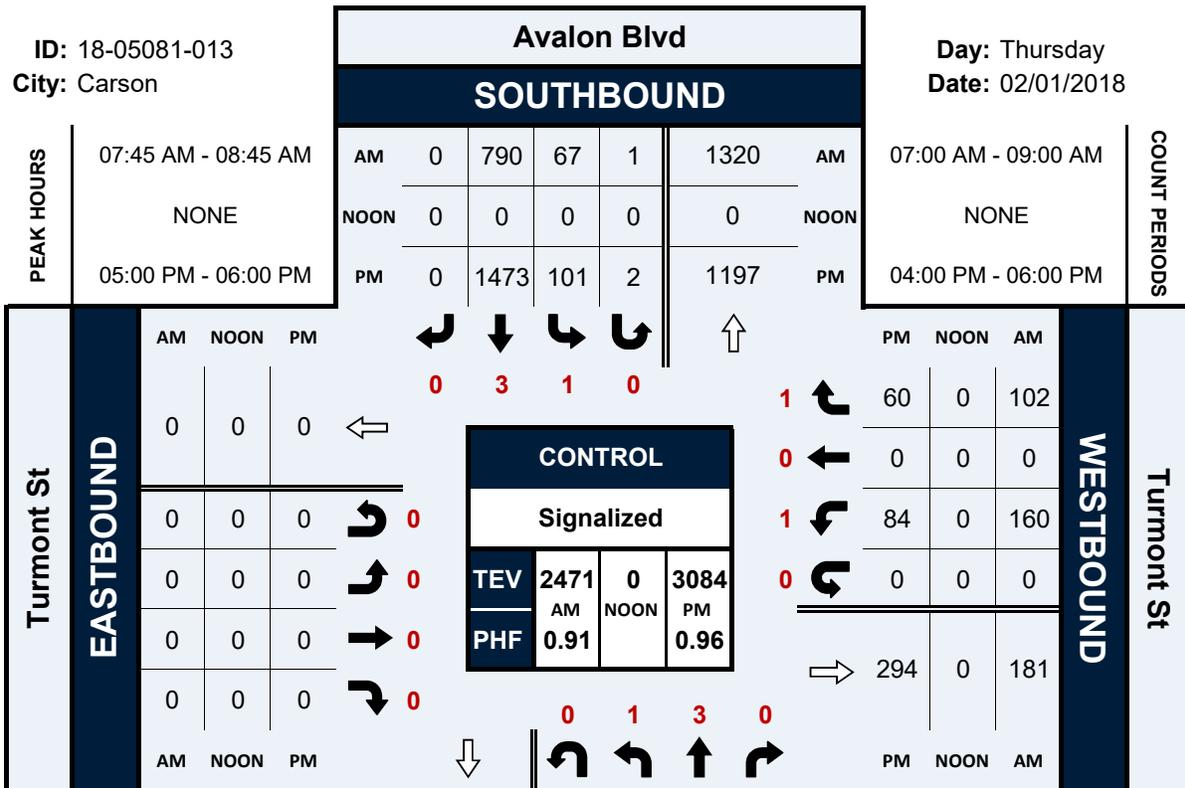 Avalon Blvd
ID: 18-05081-013
Day: Thursday
City: Carson
Date: 02/01/2018
SOUTHBOUND
PEAK HOURS
07:45 AM - 08:45 AM
AM 0 790 67 1 1320 AM
07:00 AM - 09:00 AM
COUNT PERIODS
NONE
NOON 0 0 0 0 0 NOON
NONE
05:00 PM - 06:00 PM
PM 0 1473 101 2 1197 PM
04:00 PM - 06:00 PM
Turmont St
EASTBOUND
AM NOON PM
PM NOON AM
0 3 1 0
1 60 0 102
0 0 0
0 0 0 0
CONTROL
Signalized
0 0 0 0
1 84 0 160
0 0 0 0
0 0 0 0
TEV 2471 0 3084
AM NOON PM
PHF 0.91 0.96
0 0 0 0
294 0 181
0 0 0 0
0 1 3 0
AM NOON PM
PM NOON AM
WESTBOUND
Turmont St